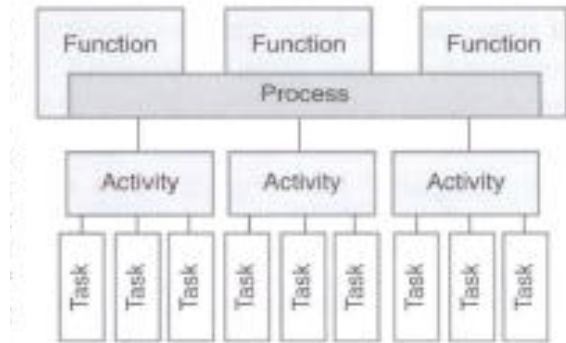 Function Function Function
Process
Activity Activity Activity
Task Task Task Task Task Task Task Task Task